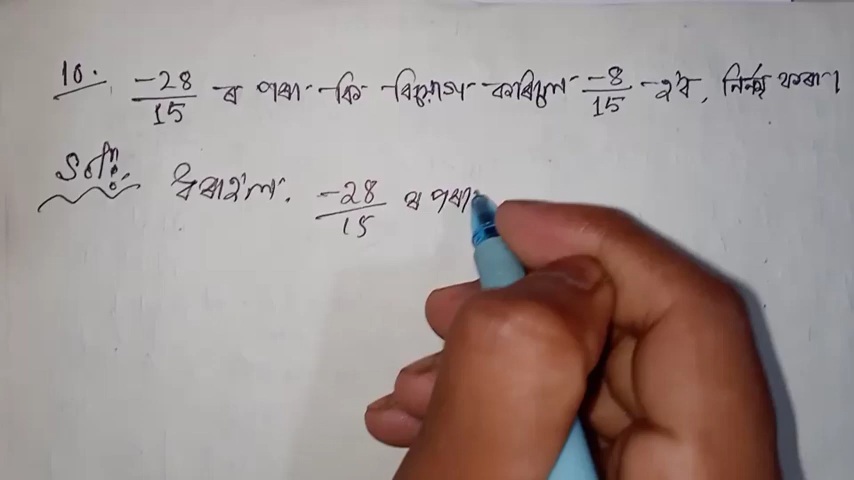 10. -28/15 ৰ পৰা কি বিয়োগ কৰিলে -8/15 হ'ব, নিৰ্ণয় কৰা।
Soln:
ধৰাহ'ল. -28/15 ৰ পৰা